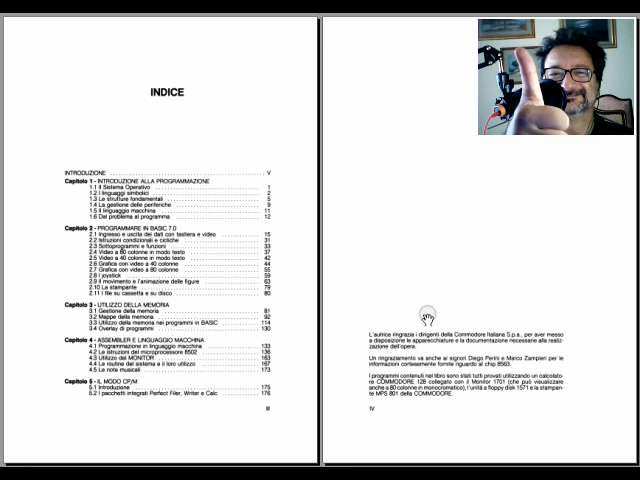 INDICE
INTRODUZIONE V
Capitolo 1 - INTRODUZIONE ALLA PROGRAMMAZIONE
1.1 Il Sistema Operativo 1
1.2 I linguaggi simbolici 2
1.3 Le strutture fondamentali 5
1.4 La gestione delle periferiche 9
1.5 Il linguaggio macchina 11
1.6 Dal problema al programma 12
Capitolo 2 - PROGRAMMARE IN BASIC 7.0
2.1 Ingresso e uscita dei dati con tastiera e video 15
2.2 Istruzioni condizionali e cicliche 31
2.3 Sottoprogrammi e funzioni 33
2.4 Video a 80 colonne in modo testo 37
2.5 Video a 40 colonne in modo testo 42
2.6 Grafica con video a 40 colonne 44
2.7 Grafica con video a 80 colonne 55
2.8 I joystick 59
2.9 Il movimento e l'animazione delle figure 63
2.10 La stampante 79
2.11 I file su cassetta e su disco 80
Capitolo 3 - UTILIZZO DELLA MEMORIA
3.1 Gestione della memoria 81
3.2 Mappe della memoria 92
3.3 Utilizzo della memoria nei programmi in BASIC 114
3.4 Overlay di programmi 130
Capitolo 4 - ASSEMBLER E LINGUAGGIO MACCHINA
4.1 Programmazione in linguaggio macchina 133
4.2 Le istruzioni del microprocessore 8502 136
4.3 Utilizzo del MONITOR 163
4.4 Le routine del sistema e il loro utilizzo 167
4.5 Le note musicali 173
Capitolo 5 - IL MODO CP/M
5.1 Introduzione 175
5.2 I pacchetti integrati Perfect Filer, Writer e Calc 176
III
L'autrice ringrazia i dirigenti della Commodore Italiana S.p.a., per aver messo
a disposizione le apparecchiature e la documentazione necessarie alla realiz-
zazione dell'opera.
Un ringraziamento va anche ai signori Diego Perini e Marco Zampieri per le
informazioni cortesemente fornite riguardo al chip 8563.
I programmi contenuti nel libro sono stati tutti provati utilizzando un calcolato-
re COMMODORE 128 collegato con il Monitor 1701 (che può visualizzare
anche a 80 colonne in monocromatico), l'unità a floppy disk 1571 e la stampan-
te MPS 801 della COMMODORE.
IV